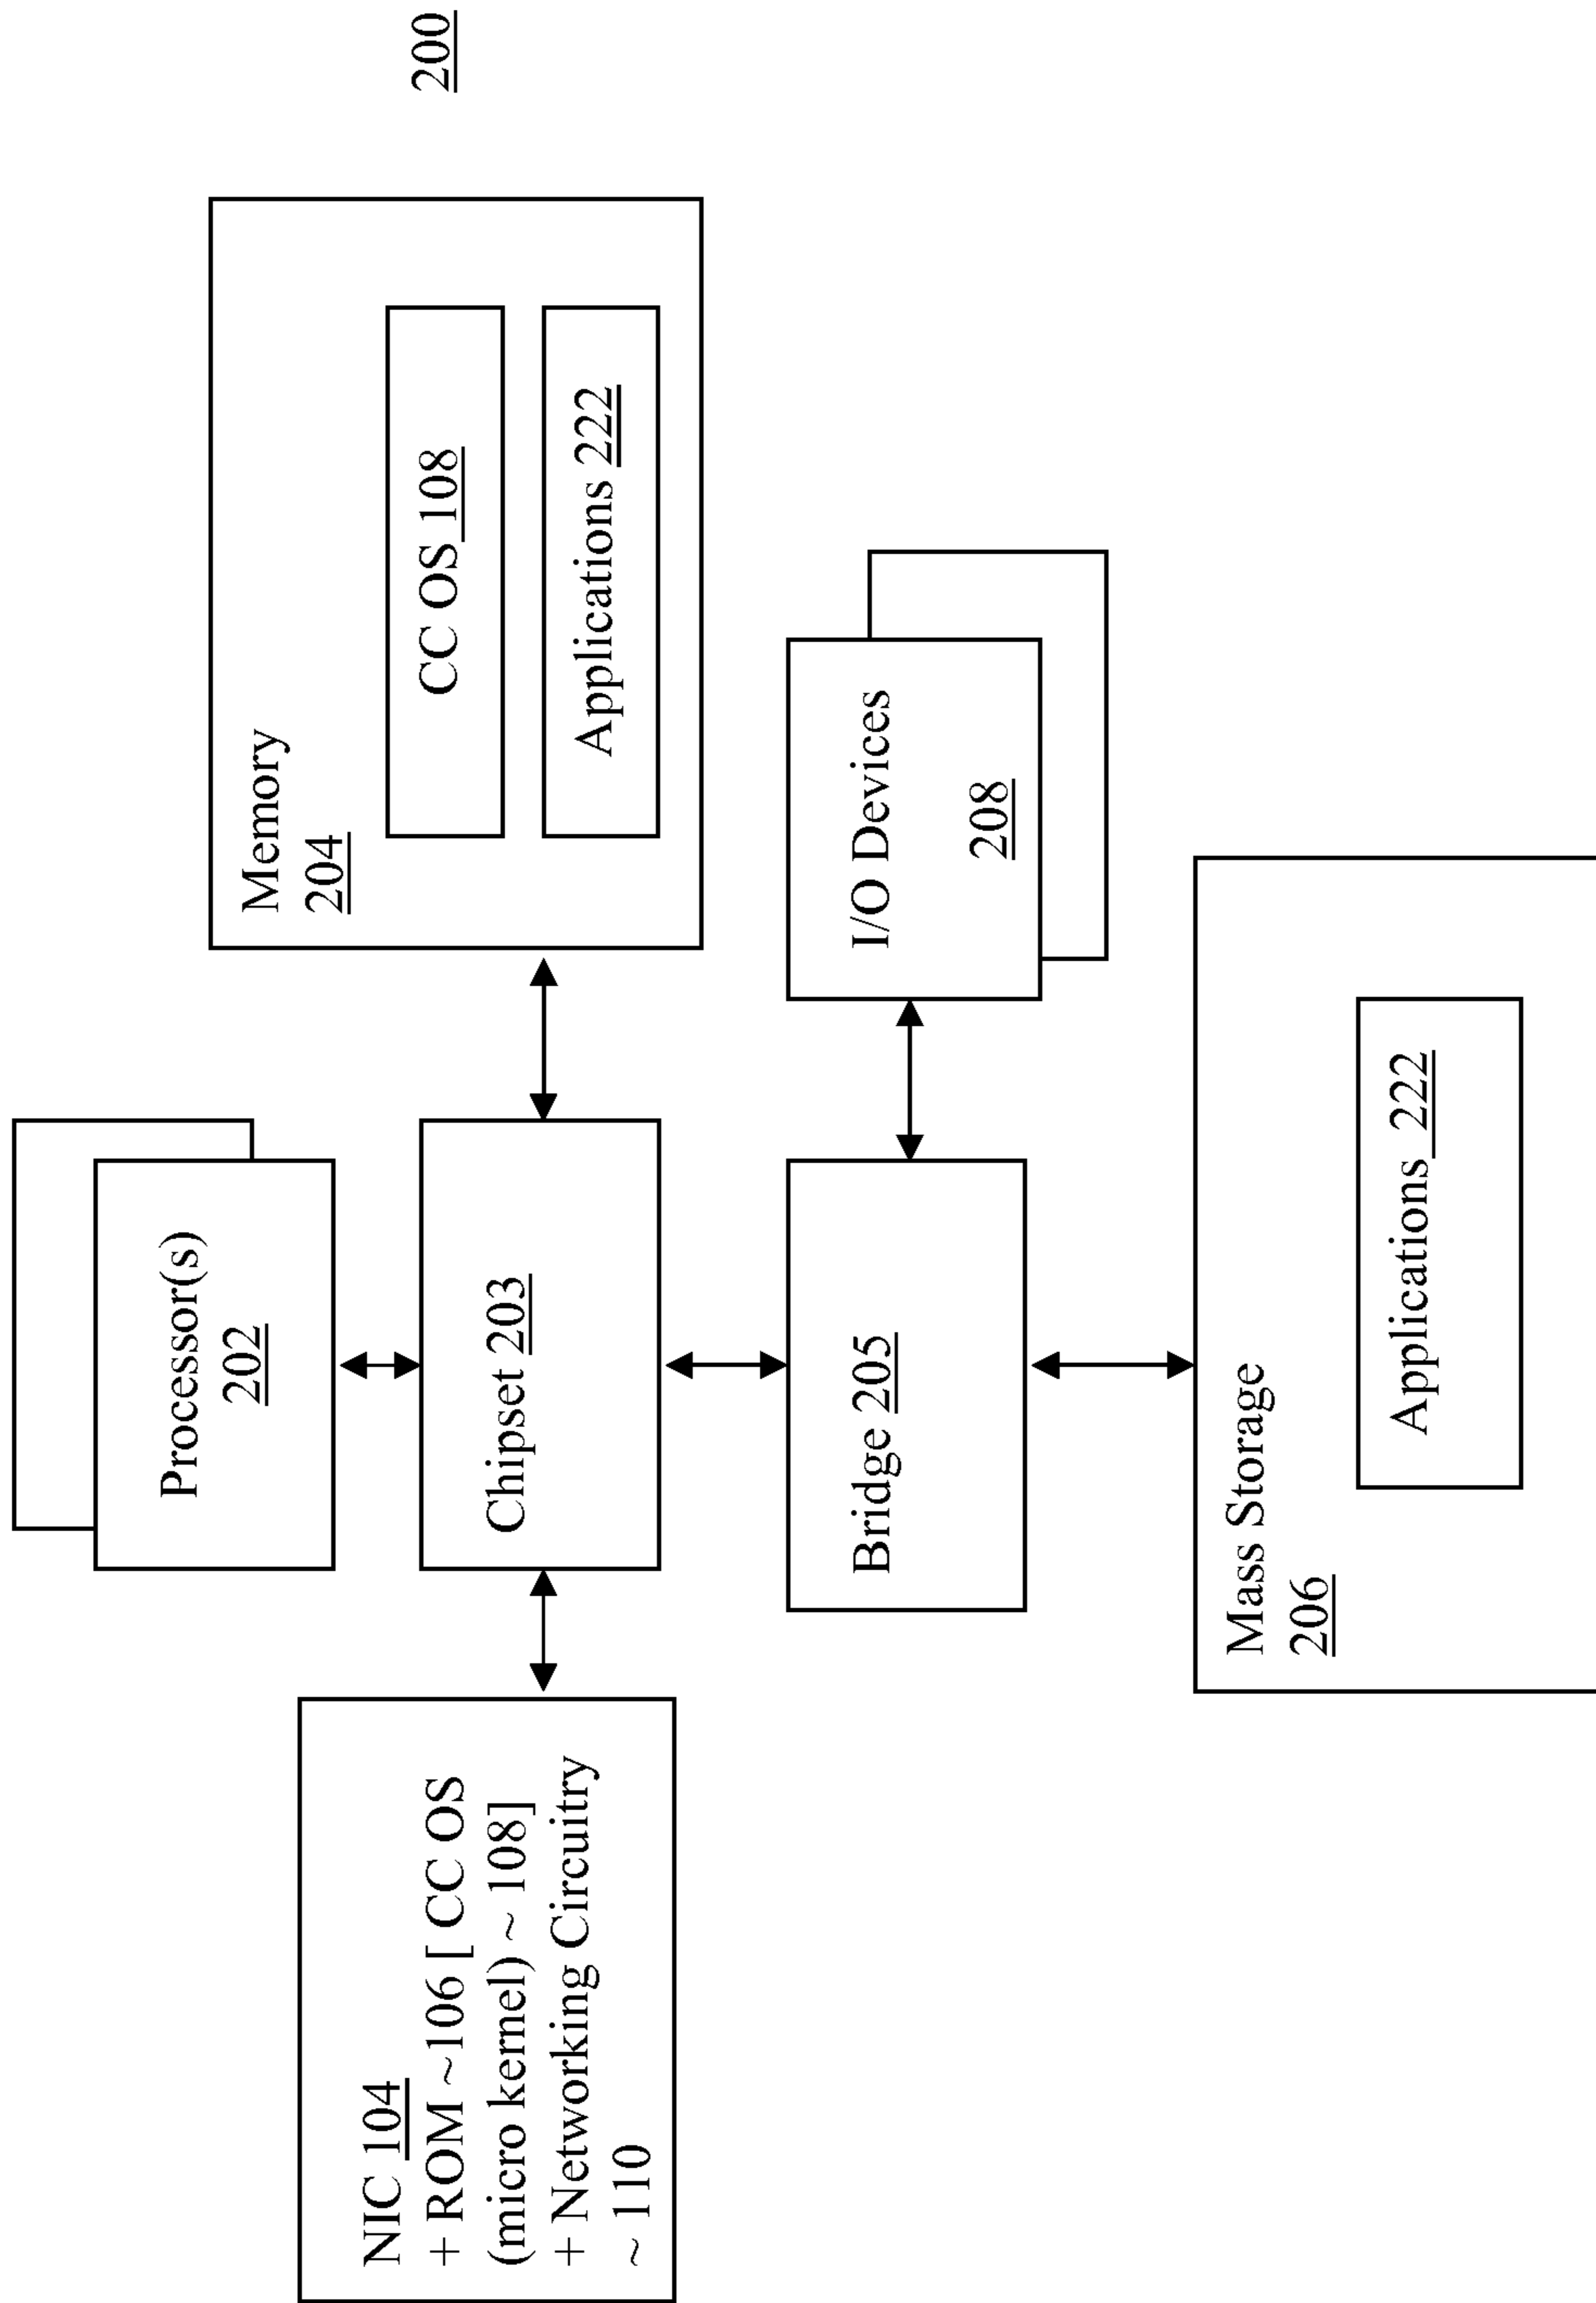 200
Processor(s)
202
Memory
204
CC OS 108
Applications 222
NIC 104
+ ROM ~106 [ CC OS
(micro kernel) ~ 108]
+ Networking Circuitry
~ 110
Chipset 203
Bridge 205
I/O Devices
208
Mass Storage
206
Applications 222